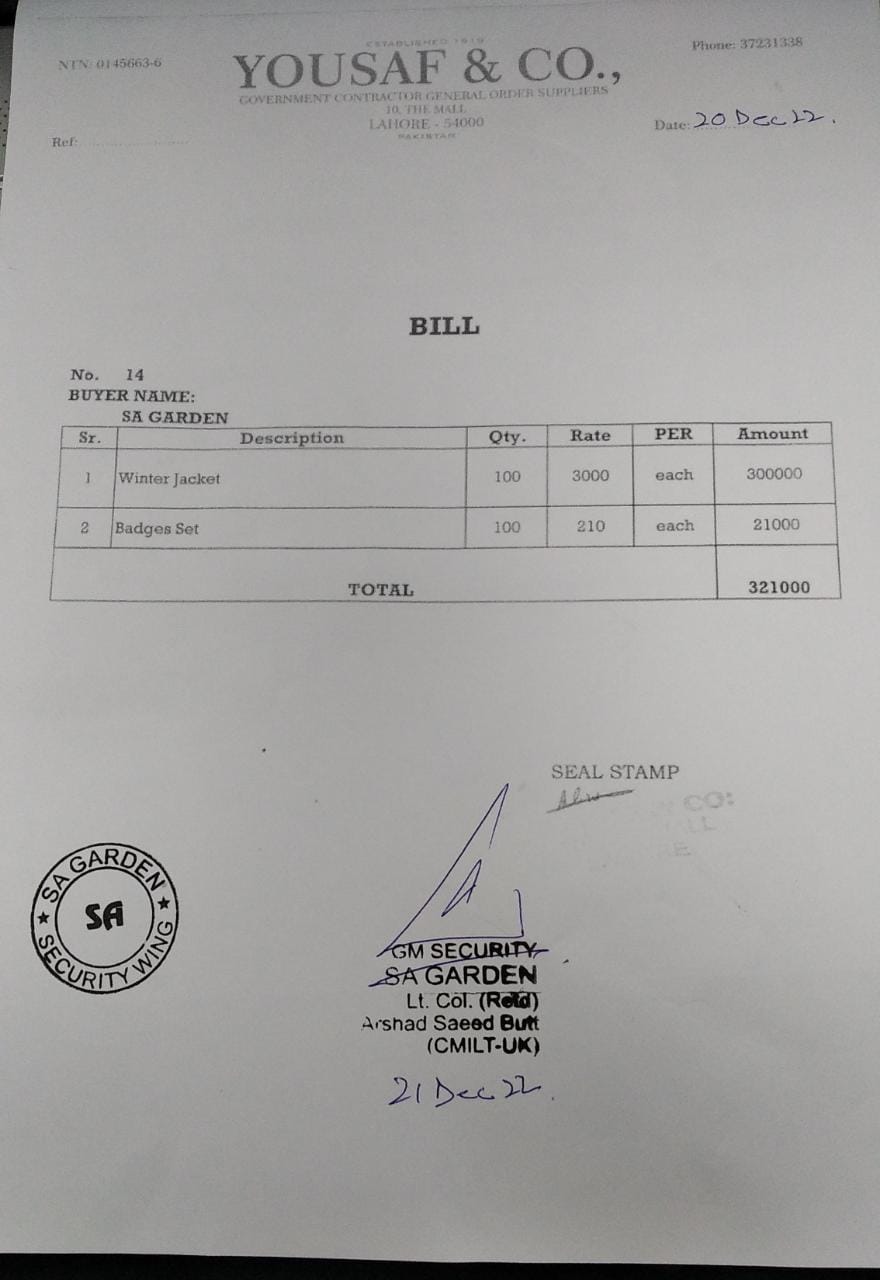 ESTABLISHED 1919
NTN: 0145663-6
Phone: 37231338
YOUSAF & CO.,
GOVERNMENT CONTRACTOR GENERAL ORDER SUPPLIERS
10, THE MALL
LAHORE - 54000
PAKISTAN
Date: 20 Dec 22.
Ref:
BILL
No. 14
BUYER NAME:
SA GARDEN
Sr. Description Qty. Rate PER Amount
1 Winter Jacket 100 3000 each 300000
2 Badges Set 100 210 each 21000
TOTAL 321000
SEAL STAMP
CO:
LL
E
SA GARDEN
SA
SECURITY WING
GM SECURITY
SA GARDEN
Lt. Col. (Retd)
Arshad Saeed Butt
(CMILT-UK)
21 Dec 22.